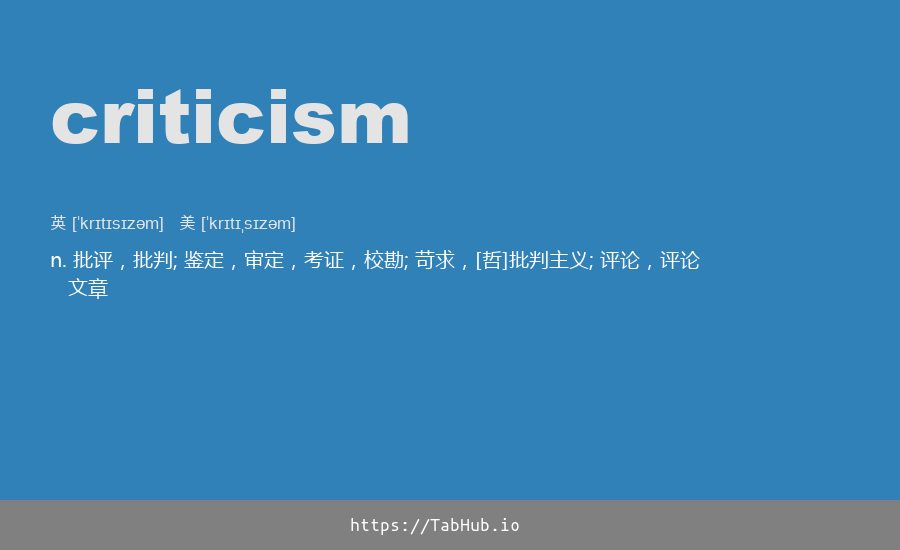 criticism
英 [ˈkrɪtɪsɪzəm] 美 [ˈkrɪtɪˌsɪzəm]
n. 批评，批判; 鉴定，审定，考证，校勘; 苛求，[哲]批判主义; 评论，评论
文章
https://TabHub.io